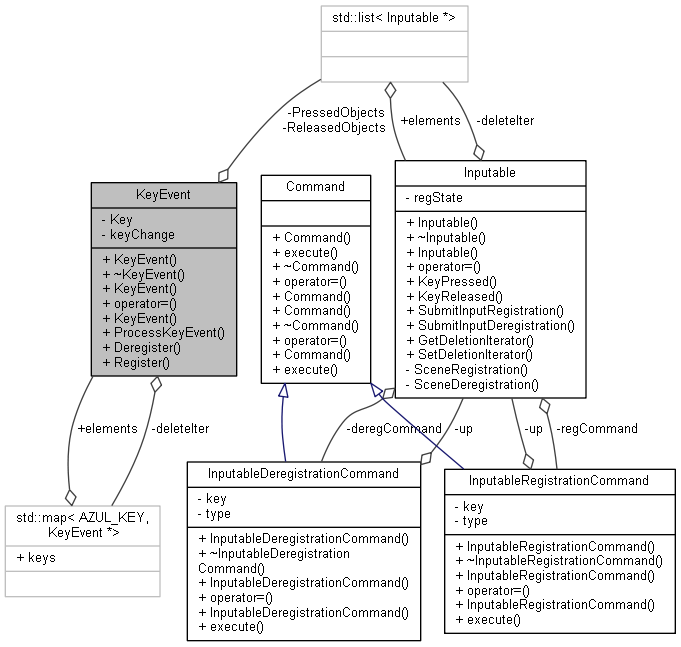 std::list< Inputable *>
-PressedObjects
-ReleasedObjects
+elements
-deleteIter
KeyEvent
- Key
- keyChange
+ KeyEvent()
+ ~KeyEvent()
+ KeyEvent()
+ operator=()
+ KeyEvent()
+ ProcessKeyEvent()
+ Deregister()
+ Register()
Command
+ Command()
+ execute()
+ ~Command()
+ operator=()
+ Command()
+ Command()
+ ~Command()
+ operator=()
+ Command()
+ execute()
Inputable
- regState
+ Inputable()
+ ~Inputable()
+ Inputable()
+ operator=()
+ KeyPressed()
+ KeyReleased()
+ SubmitInputRegistration()
+ SubmitInputDeregistration()
+ GetDeletionIterator()
+ SetDeletionIterator()
- SceneRegistration()
- SceneDeregistration()
+elements
-deleteIter
-deregCommand
-up
-up
-regCommand
std::map< AZUL_KEY,
KeyEvent *>
+ keys
InputableDeregistrationCommand
- key
- type
+ InputableDeregistrationCommand()
+ ~InputableDeregistration
Command()
+ InputableDeregistrationCommand()
+ operator=()
+ InputableDeregistrationCommand()
+ execute()
InputableRegistrationCommand
- key
- type
+ InputableRegistrationCommand()
+ ~InputableRegistrationCommand()
+ InputableRegistrationCommand()
+ operator=()
+ InputableRegistrationCommand()
+ execute()